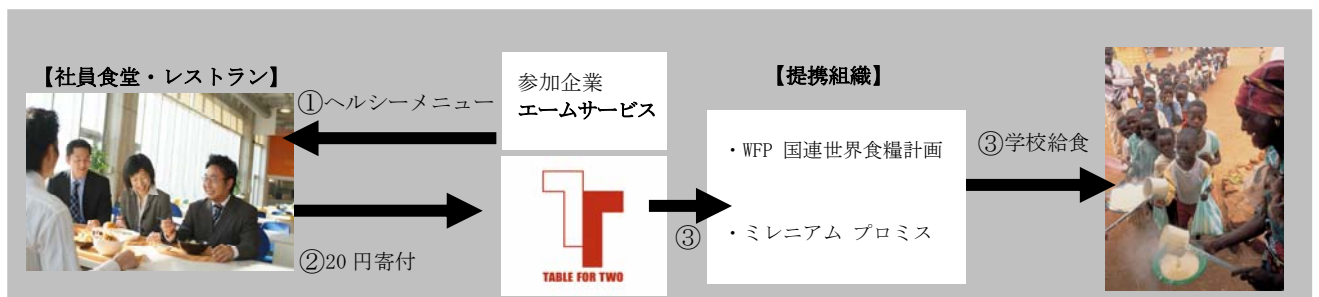 【社員食堂・レストラン】
①ヘルシーメニュー
②20 円寄付
参加企業
エームサービス
TABLE FOR TWO
③
【提携組織】
・WFP 国連世界食糧計画
・ミレニアム プロミス
③学校給食